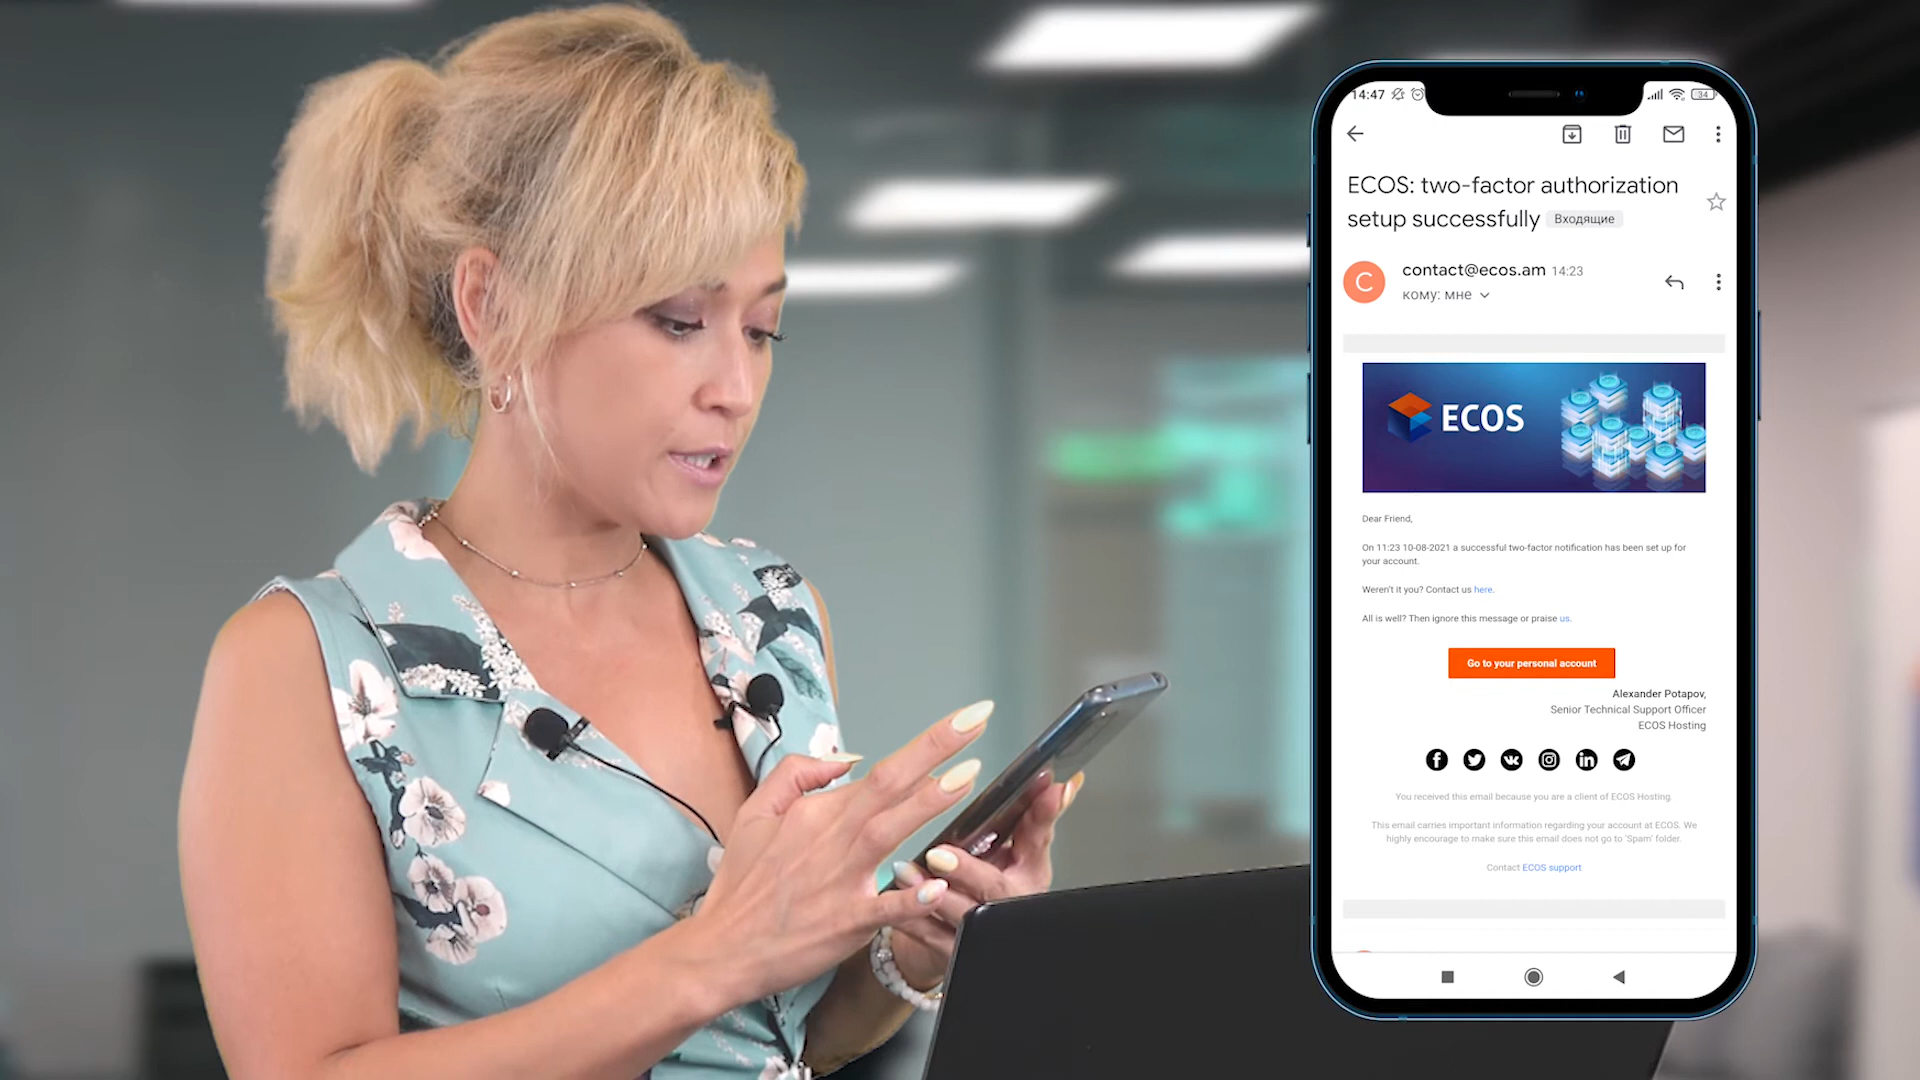 14:47
34
ECOS: two-factor authorization
setup successfully Входящие
C
contact@ecos.am 14:23
кому: мне
ECOS
Dear Friend,
On 11:23 10-08-2021 a successful two-factor notification has been set up for
your account.
Weren't it you? Contact us here.
All is well? Then ignore this message or praise us.
Go to your personal account
Alexander Potapov,
Senior Technical Support Officer
ECOS Hosting
You received this email because you are a client of ECOS Hosting.
This email carries important information regarding your account at ECOS. We
highly encourage to make sure this email does not go to 'Spam' folder.
Contact ECOS support